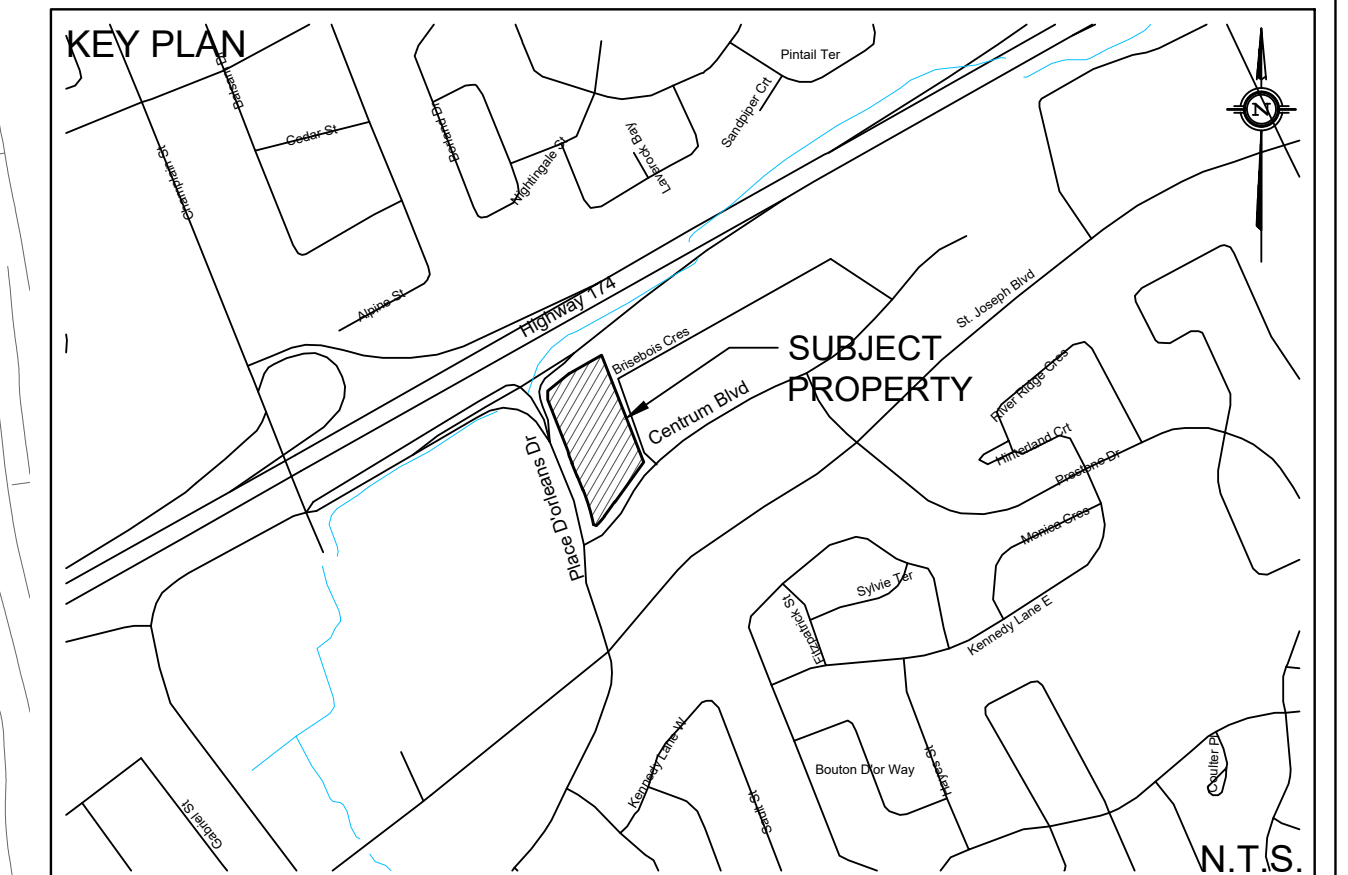 KEY PLAN
Pintail Ter
Balsam Dr
Sandpiper Crt
Borland Dr
Cedar St
Nightingale St
Laverock Bay
Champlain St
N
Alpine St
Highway 174
St. Joseph Blvd
Brisebois Cres
SUBJECT
PROPERTY
River Ridge Cres
Centrum Blvd
Hinterland Crt
Prestone Dr
Place D'orleans Dr
Monica Cres
Sylvie Ter
Fitzpatrick St
Kennedy Lane E
Kennedy Lane W
Bouton D'or Way
Hayes St
Coulter Pl
Sault St
Gabriel St
N.T.S.